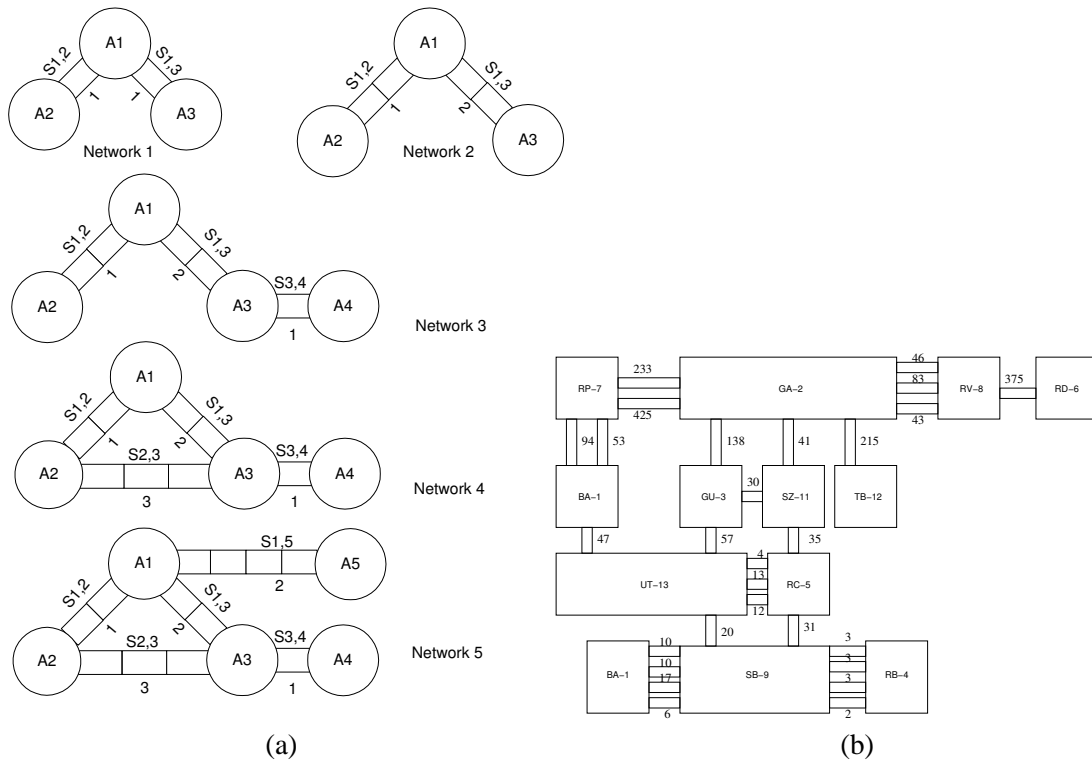 A1
S1,2
S1,3
A2
1
1
A3
Network 1
A1
S1,2
S1,3
A2
1
2
A3
Network 2
A1
S1,2
S1,3
1
2
S3,4
A2
A3
A4
1
Network 3
A1
S1,2
S1,3
1
2
S2,3
S3,4
A2
A3
A4
3
1
Network 4
A1
S1,5
A5
2
S1,2
S1,3
1
2
S2,3
S3,4
A2
A3
A4
3
1
Network 5
(a)
RP-7
233
425
GA-2
46
83
43
RV-8
375
RD-6
94
53
138
41
215
BA-1
GU-3
30
SZ-11
TB-12
47
57
35
UT-13
4
13
12
RC-5
20
31
BA-1
10
10
17
6
SB-9
3
3
3
2
RB-4
(b)